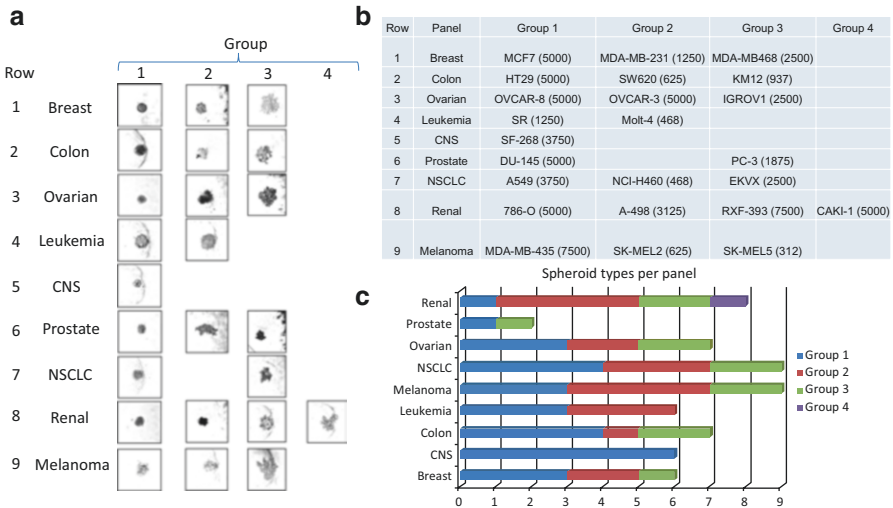 a
Group
Row 1 2 3 4
1 Breast
2 Colon
3 Ovarian
4 Leukemia
5 CNS
6 Prostate
7 NSCLC
8 Renal
9 Melanoma
b
Row Panel Group 1 Group 2 Group 3 Group 4
1 Breast MCF7 (5000) MDA-MB-231 (1250) MDA-MB468 (2500)
2 Colon HT29 (5000) SW620 (625) KM12 (937)
3 Ovarian OVCAR-8 (5000) OVCAR-3 (5000) IGROV1 (2500)
4 Leukemia SR (1250) Molt-4 (468)
5 CNS SF-268 (3750)
6 Prostate DU-145 (5000) PC-3 (1875)
7 NSCLC A549 (3750) NCI-H460 (468) EKVX (2500)
8 Renal 786-O (5000) A-498 (3125) RXF-393 (7500) CAKI-1 (5000)
9 Melanoma MDA-MB-435 (7500) SK-MEL2 (625) SK-MEL5 (312)
Spheroid types per panel
c
Renal
Prostate
Ovarian
NSCLC
Melanoma
Leukemia
Colon
CNS
Breast
0 1 2 3 4 5 6 7 8 9
Group 1
Group 2
Group 3
Group 4